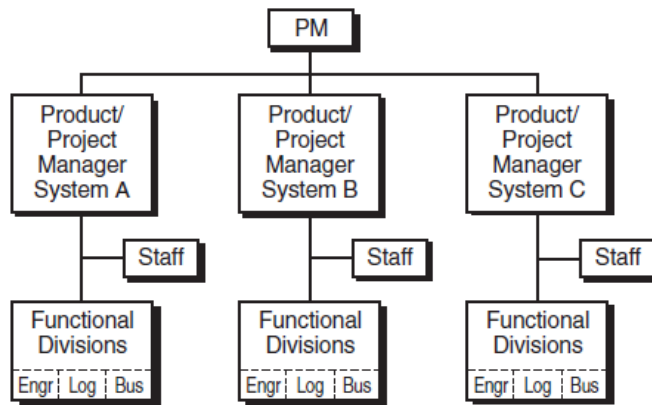 PM
Product/
Project
Manager
System A
Product/
Project
Manager
System B
Product/
Project
Manager
System C
Staff
Staff
Staff
Functional
Divisions
Engr Log Bus
Functional
Divisions
Engr Log Bus
Functional
Divisions
Engr Log Bus